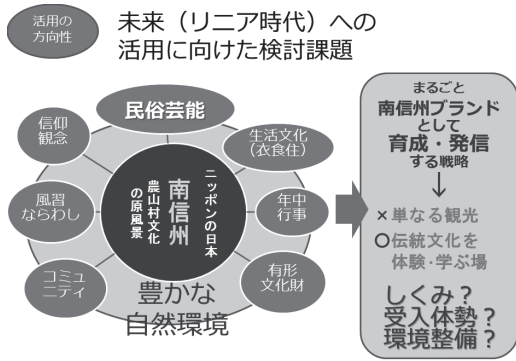 活用の
方向性
未来（リニア時代）への
活用に向けた検討課題
民俗芸能
信仰
観念
生活文化
（衣食住）
風習
ならわし
年中
行事
コミュ
ニティ
有形
文化財
ニッポンの日本
南信州
農山村文化
の原風景
豊かな
自然環境
まるごと
南信州ブランド
として
育成・発信
する戦略
↓
×単なる観光
○伝統文化を
体験・学ぶ場
しくみ？
受入体勢？
環境整備？